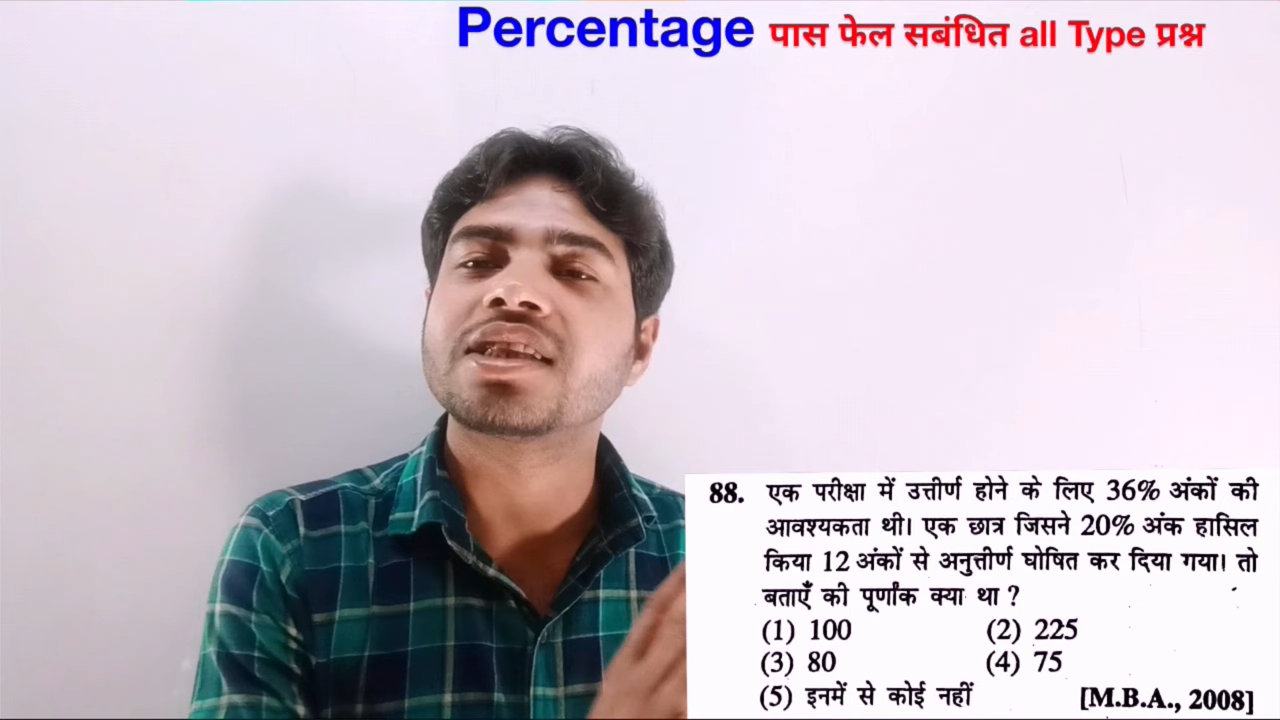 Percentage पास फेल सबंधित all Type प्रश्न
88. एक परीक्षा में उत्तीर्ण होने के लिए 36% अंकों की
आवश्यकता थी। एक छात्र जिसने 20% अंक हासिल
किया 12 अंकों से अनुत्तीर्ण घोषित कर दिया गया। तो
बताएँ की पूर्णांक क्या था ?
(1) 100 (2) 225
(3) 80 (4) 75
(5) इनमें से कोई नहीं [M.B.A., 2008]